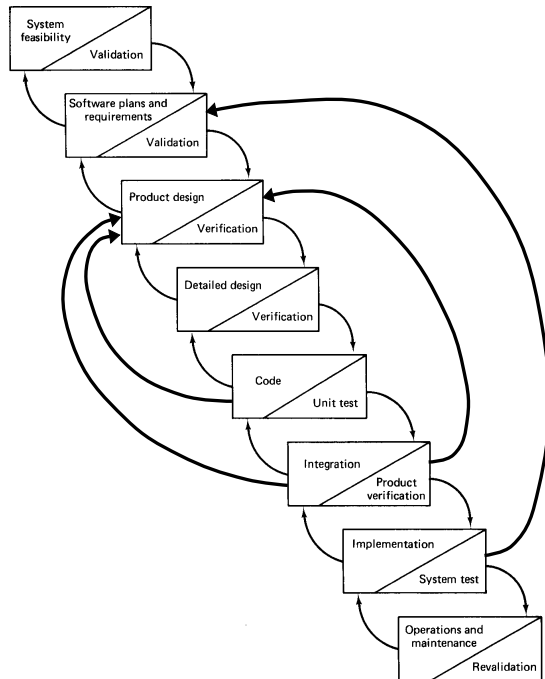 System
feasibility
Validation
Software plans and
requirements
Validation
Product design
Verification
Detailed design
Verification
Code
Unit test
Integration
Product
verification
Implementation
System test
Operations and
maintenance
Revalidation